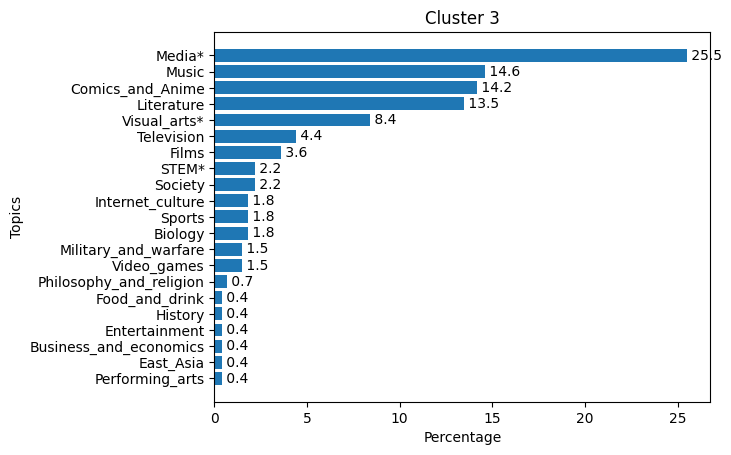 Cluster 3
Topics
Media* 25.5
Music 14.6
Comics_and_Anime 14.2
Literature 13.5
Visual_arts* 8.4
Television 4.4
Films 3.6
STEM* 2.2
Society 2.2
Internet_culture 1.8
Sports 1.8
Biology 1.8
Military_and_warfare 1.5
Video_games 1.5
Philosophy_and_religion 0.7
Food_and_drink 0.4
History 0.4
Entertainment 0.4
Business_and_economics 0.4
East_Asia 0.4
Performing_arts 0.4
0 5 10 15 20 25
Percentage